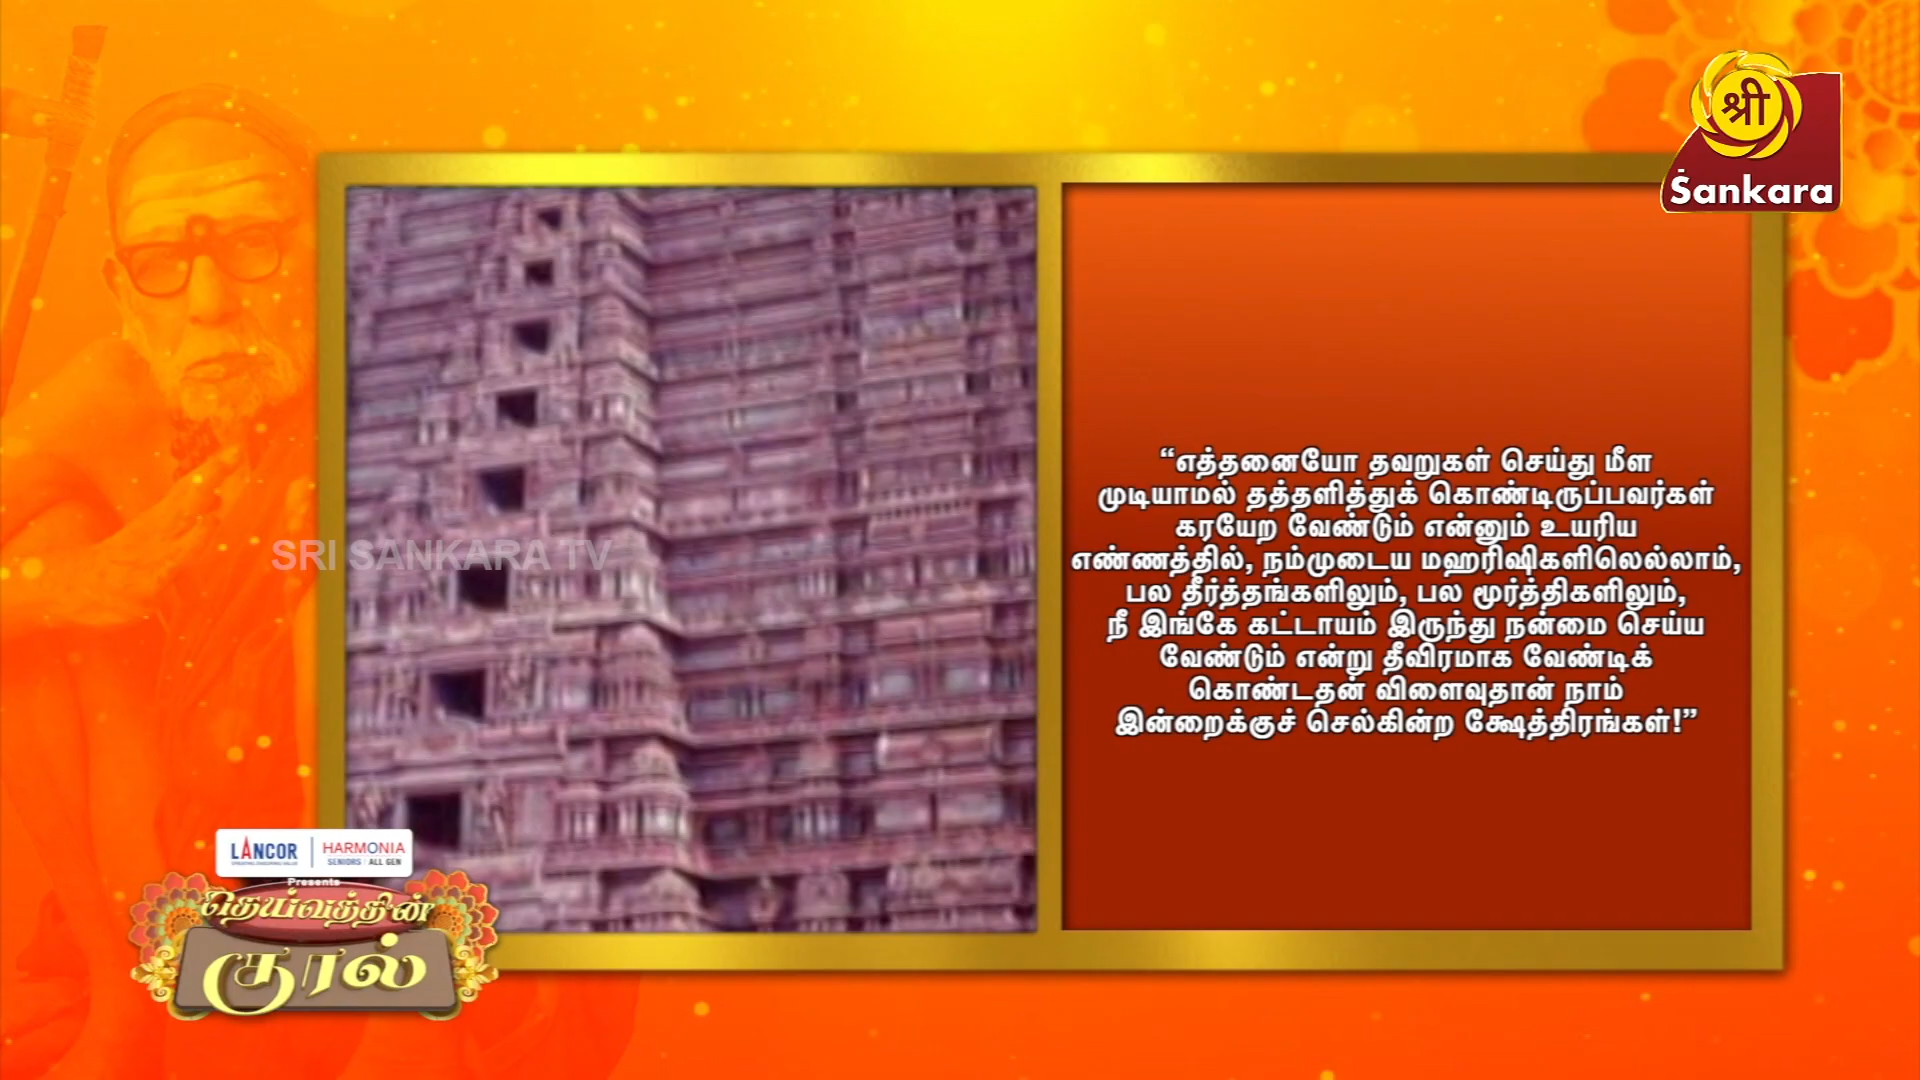 श्री
Sankara
“எத்தனையோ தவறுகள் செய்து மீள
முடியாமல் தத்தளித்துக் கொண்டிருப்பவர்கள்
கரயேற வேண்டும் என்னும் உயரிய
எண்ணத்தில், நம்முடைய மஹரிஷிகளிலெல்லாம்,
பல தீர்த்தங்களிலும், பல மூர்த்திகளிலும்,
நீ இங்கே கட்டாயம் இருந்து நன்மை செய்ய
வேண்டும் என்று தீவிரமாக வேண்டிக்
கொண்டதன் விளைவுதான் நாம்
இன்றைக்குச் செல்கின்ற க்ஷேத்திரங்கள்!”
SRI SANKARA TV
LANCOR
HARMONIA
SENIORS | ALL GEN
Presents
தெய்வத்தின்
குரல்